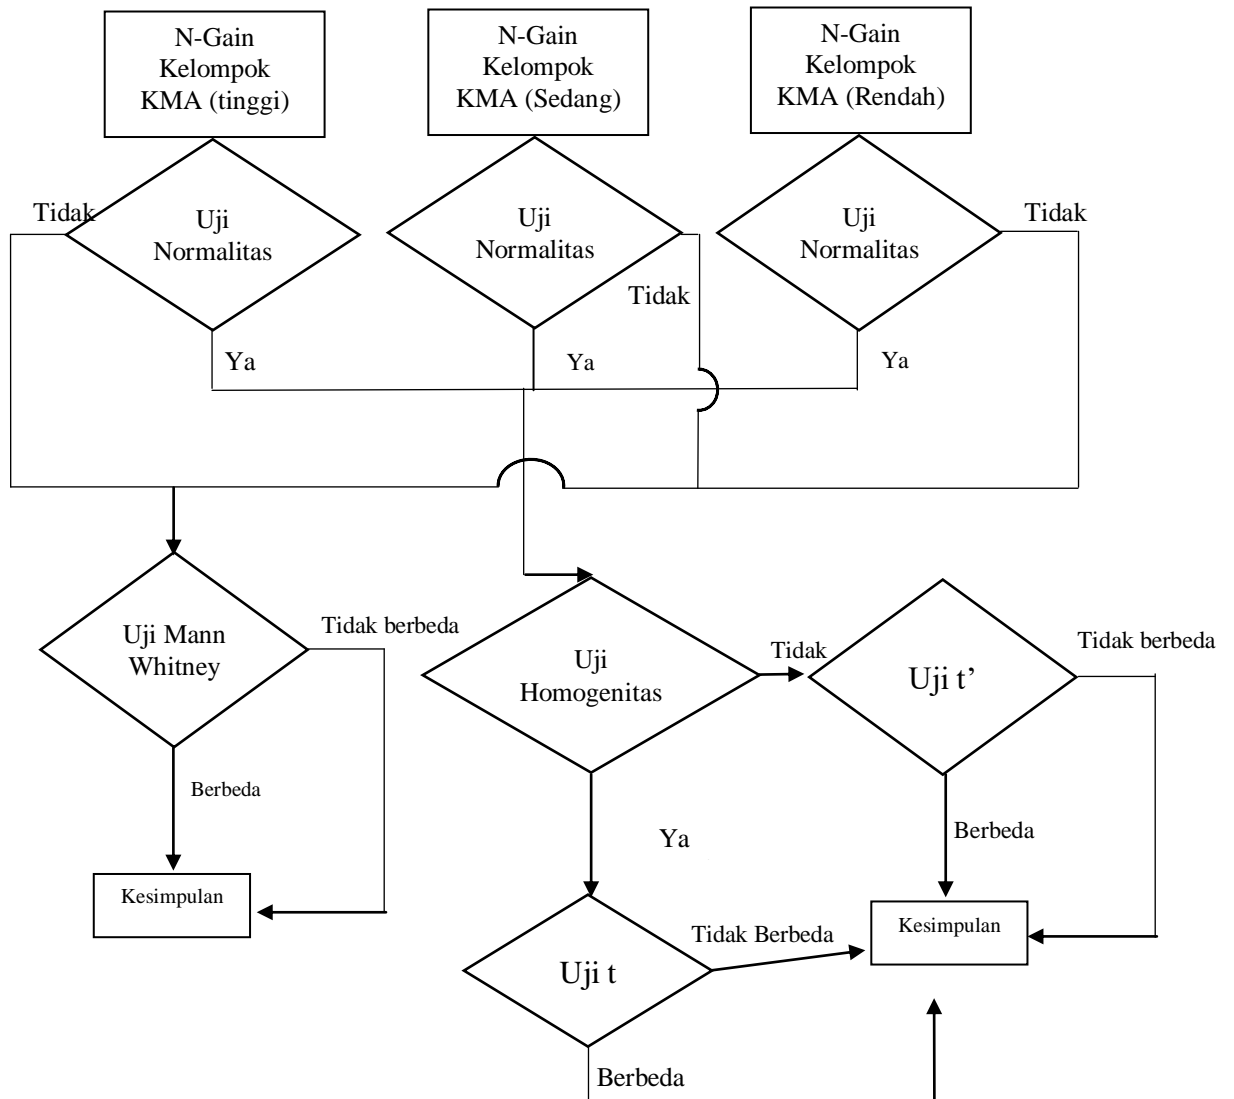 N-Gain
Kelompok
KMA (tinggi)
N-Gain
Kelompok
KMA (Sedang)
N-Gain
Kelompok
KMA (Rendah)
Tidak
Uji
Normalitas
Uji
Normalitas
Tidak
Uji
Normalitas
Tidak
Ya
Ya
Ya
Uji Mann
Whitney
Tidak berbeda
Uji
Homogenitas
Tidak
Uji t’
Tidak berbeda
Berbeda
Ya
Berbeda
Kesimpulan
Uji t
Tidak Berbeda
Kesimpulan
Berbeda